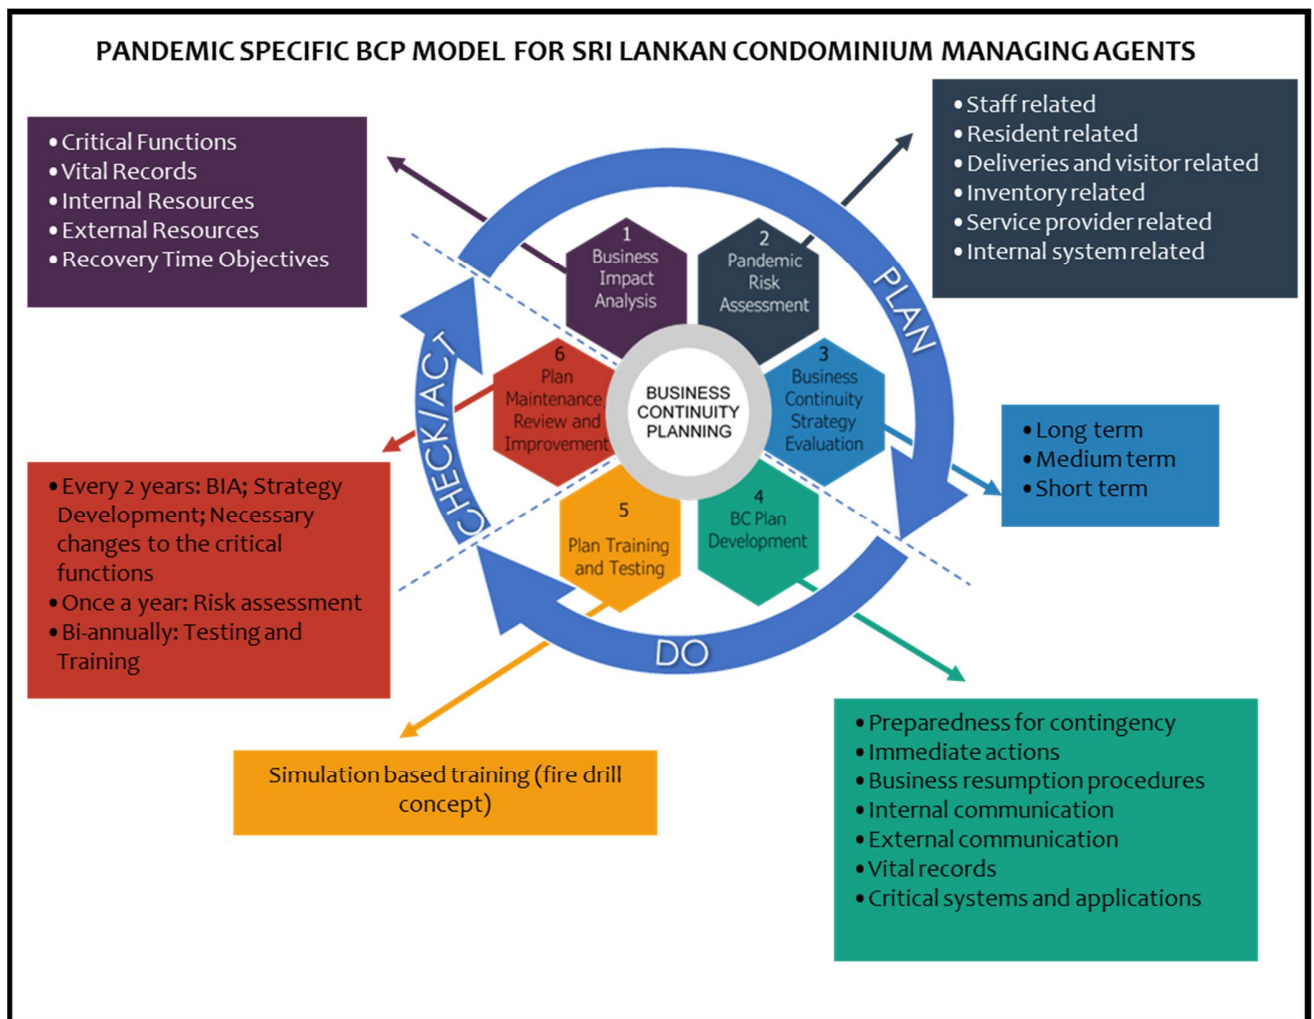 PANDEMIC SPECIFIC BCP MODEL FOR SRI LANKAN CONDOMINIUM MANAGING AGENTS
• Critical Functions
• Vital Records
• Internal Resources
• External Resources
• Recovery Time Objectives
• Staff related
• Resident related
• Deliveries and visitor related
• Inventory related
• Service provider related
• Internal system related
1
Business
Impact
Analysis
2
Pandemic
Risk
Assessment
PLAN
3
Business
Continuity
Strategy
Evaluation
• Long term
• Medium term
• Short term
BUSINESS
CONTINUITY
PLANNING
4
BC Plan
Development
• Preparedness for contingency
• Immediate actions
• Business resumption procedures
• Internal communication
• External communication
• Vital records
• Critical systems and applications
DO
5
Plan Training
and Testing
Simulation based training (fire drill
concept)
6
Plan
Maintenance
Review and
Improvement
CHECK/ACT
• Every 2 years: BIA; Strategy
Development; Necessary
changes to the critical
functions
• Once a year: Risk assessment
• Bi-annually: Testing and
Training